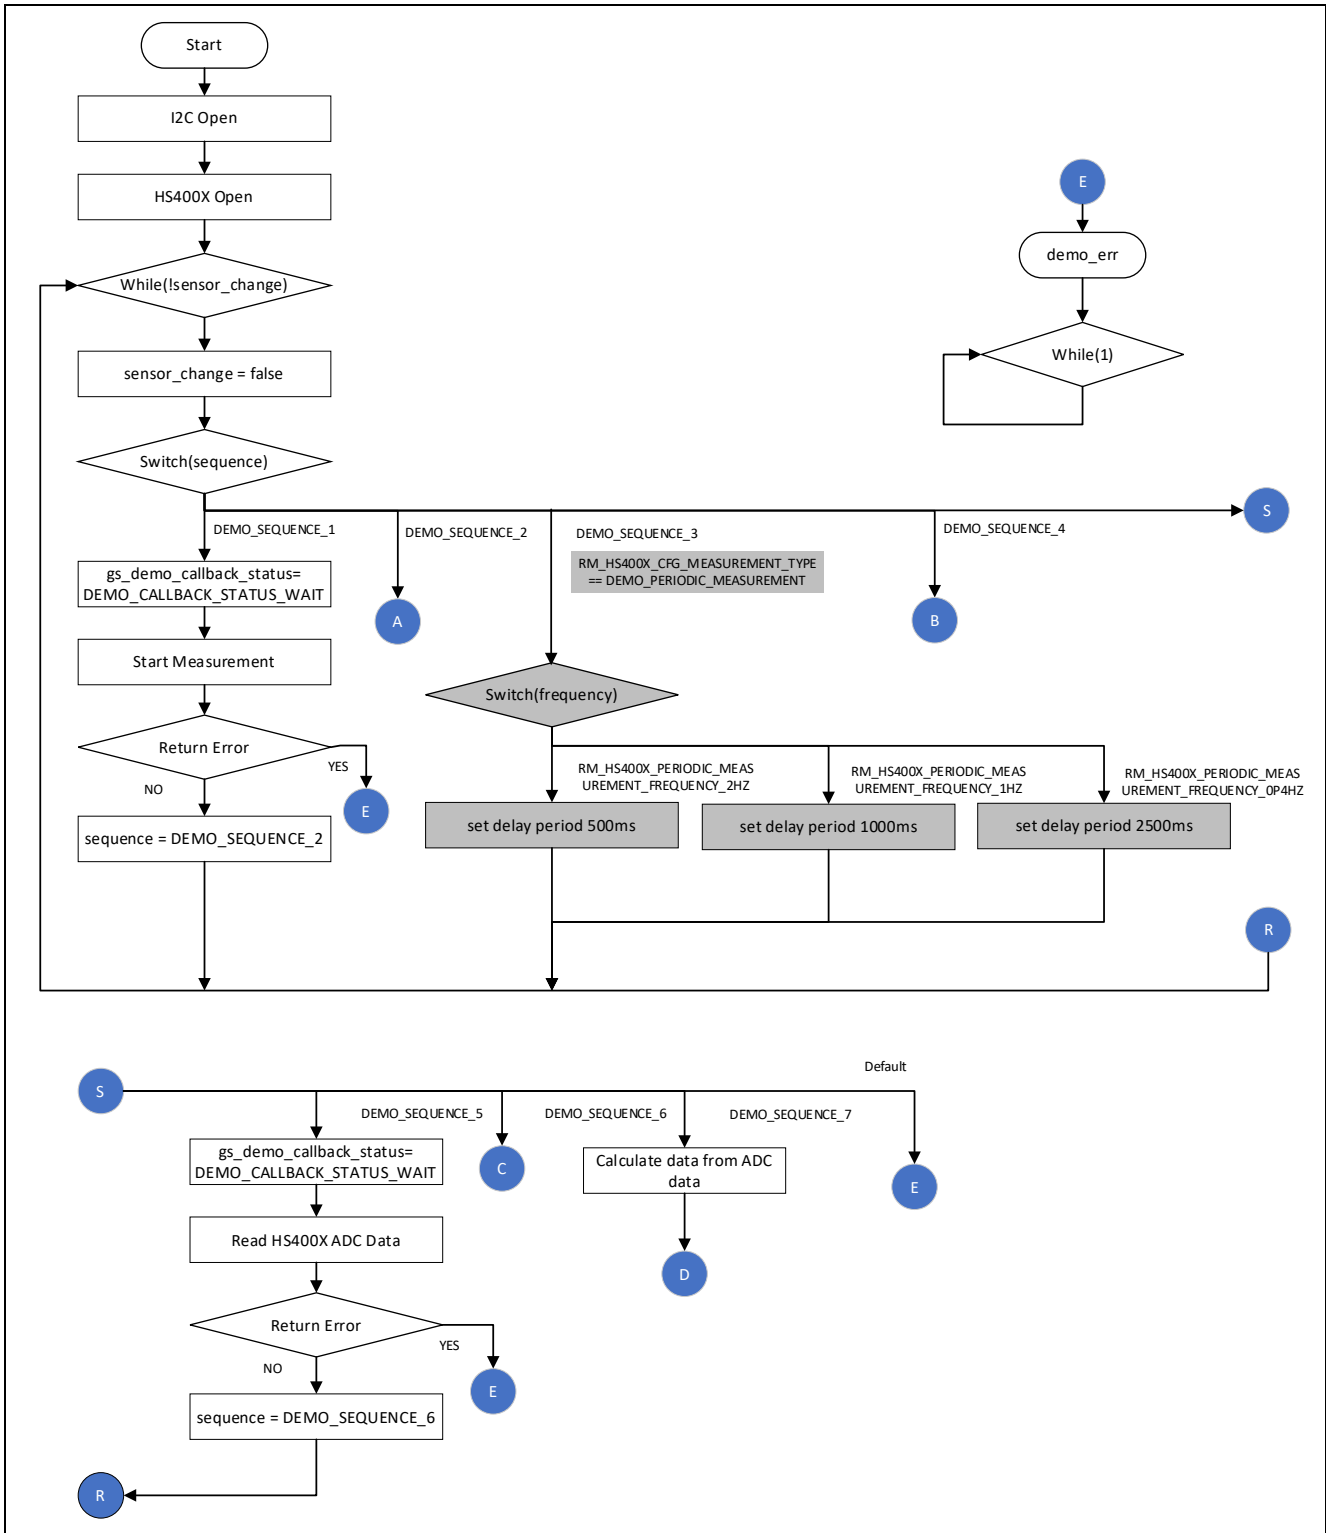 Start
I2C Open
HS400X Open
While(!sensor_change)
sensor_change = false
Switch(sequence)
E
demo_err
While(1)
S
DEMO_SEQUENCE_1
DEMO_SEQUENCE_2
DEMO_SEQUENCE_3
DEMO_SEQUENCE_4
RM_HS400X_CFG_MEASUREMENT_TYPE
== DEMO_PERIODIC_MEASUREMENT
gs_demo_callback_status=
DEMO_CALLBACK_STATUS_WAIT
A
B
Start Measurement
Switch(frequency)
Return Error
YES
NO
E
RM_HS400X_PERIODIC_MEAS
UREMENT_FREQUENCY_2HZ
RM_HS400X_PERIODIC_MEAS
UREMENT_FREQUENCY_1HZ
RM_HS400X_PERIODIC_MEAS
UREMENT_FREQUENCY_0P4HZ
set delay period 500ms
set delay period 1000ms
set delay period 2500ms
sequence = DEMO_SEQUENCE_2
R
S
Default
DEMO_SEQUENCE_5
DEMO_SEQUENCE_6
DEMO_SEQUENCE_7
gs_demo_callback_status=
DEMO_CALLBACK_STATUS_WAIT
C
Calculate data from ADC
data
E
Read HS400X ADC Data
D
Return Error
YES
NO
E
sequence = DEMO_SEQUENCE_6
R